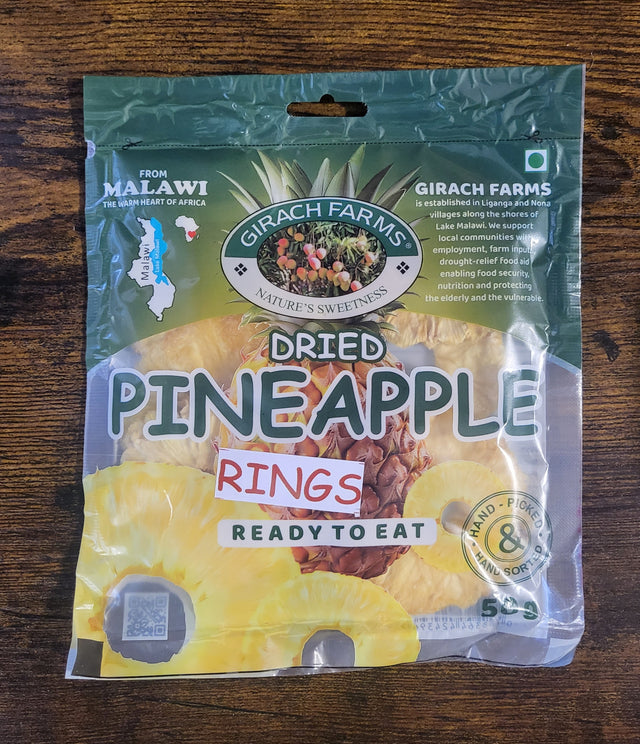 FROM
MALAWI
THE WARM HEART OF AFRICA
Malawi
Lake Malawi
GIRACH FARMS®
NATURE'S SWEETNESS
GIRACH FARMS
is established in Liganga and Nona
villages along the shores of
Lake Malawi. We support
local communities with
employment, farm inputs,
drought-relief food aid
enabling food security,
nutrition and protecting
the elderly and the vulnerable.
DRIED
PINEAPPLE
RINGS
READY TO EAT
HAND - PICKED
&
HAND SORTED
50g